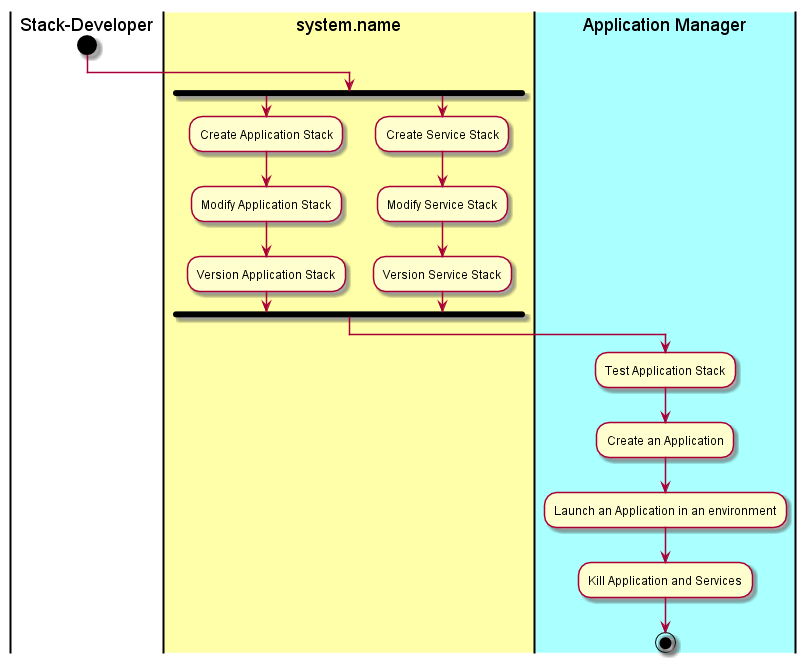 Stack-Developer
system.name
Application Manager
Create Application Stack
Create Service Stack
Modify Application Stack
Modify Service Stack
Version Application Stack
Version Service Stack
Test Application Stack
Create an Application
Launch an Application in an environment
Kill Application and Services